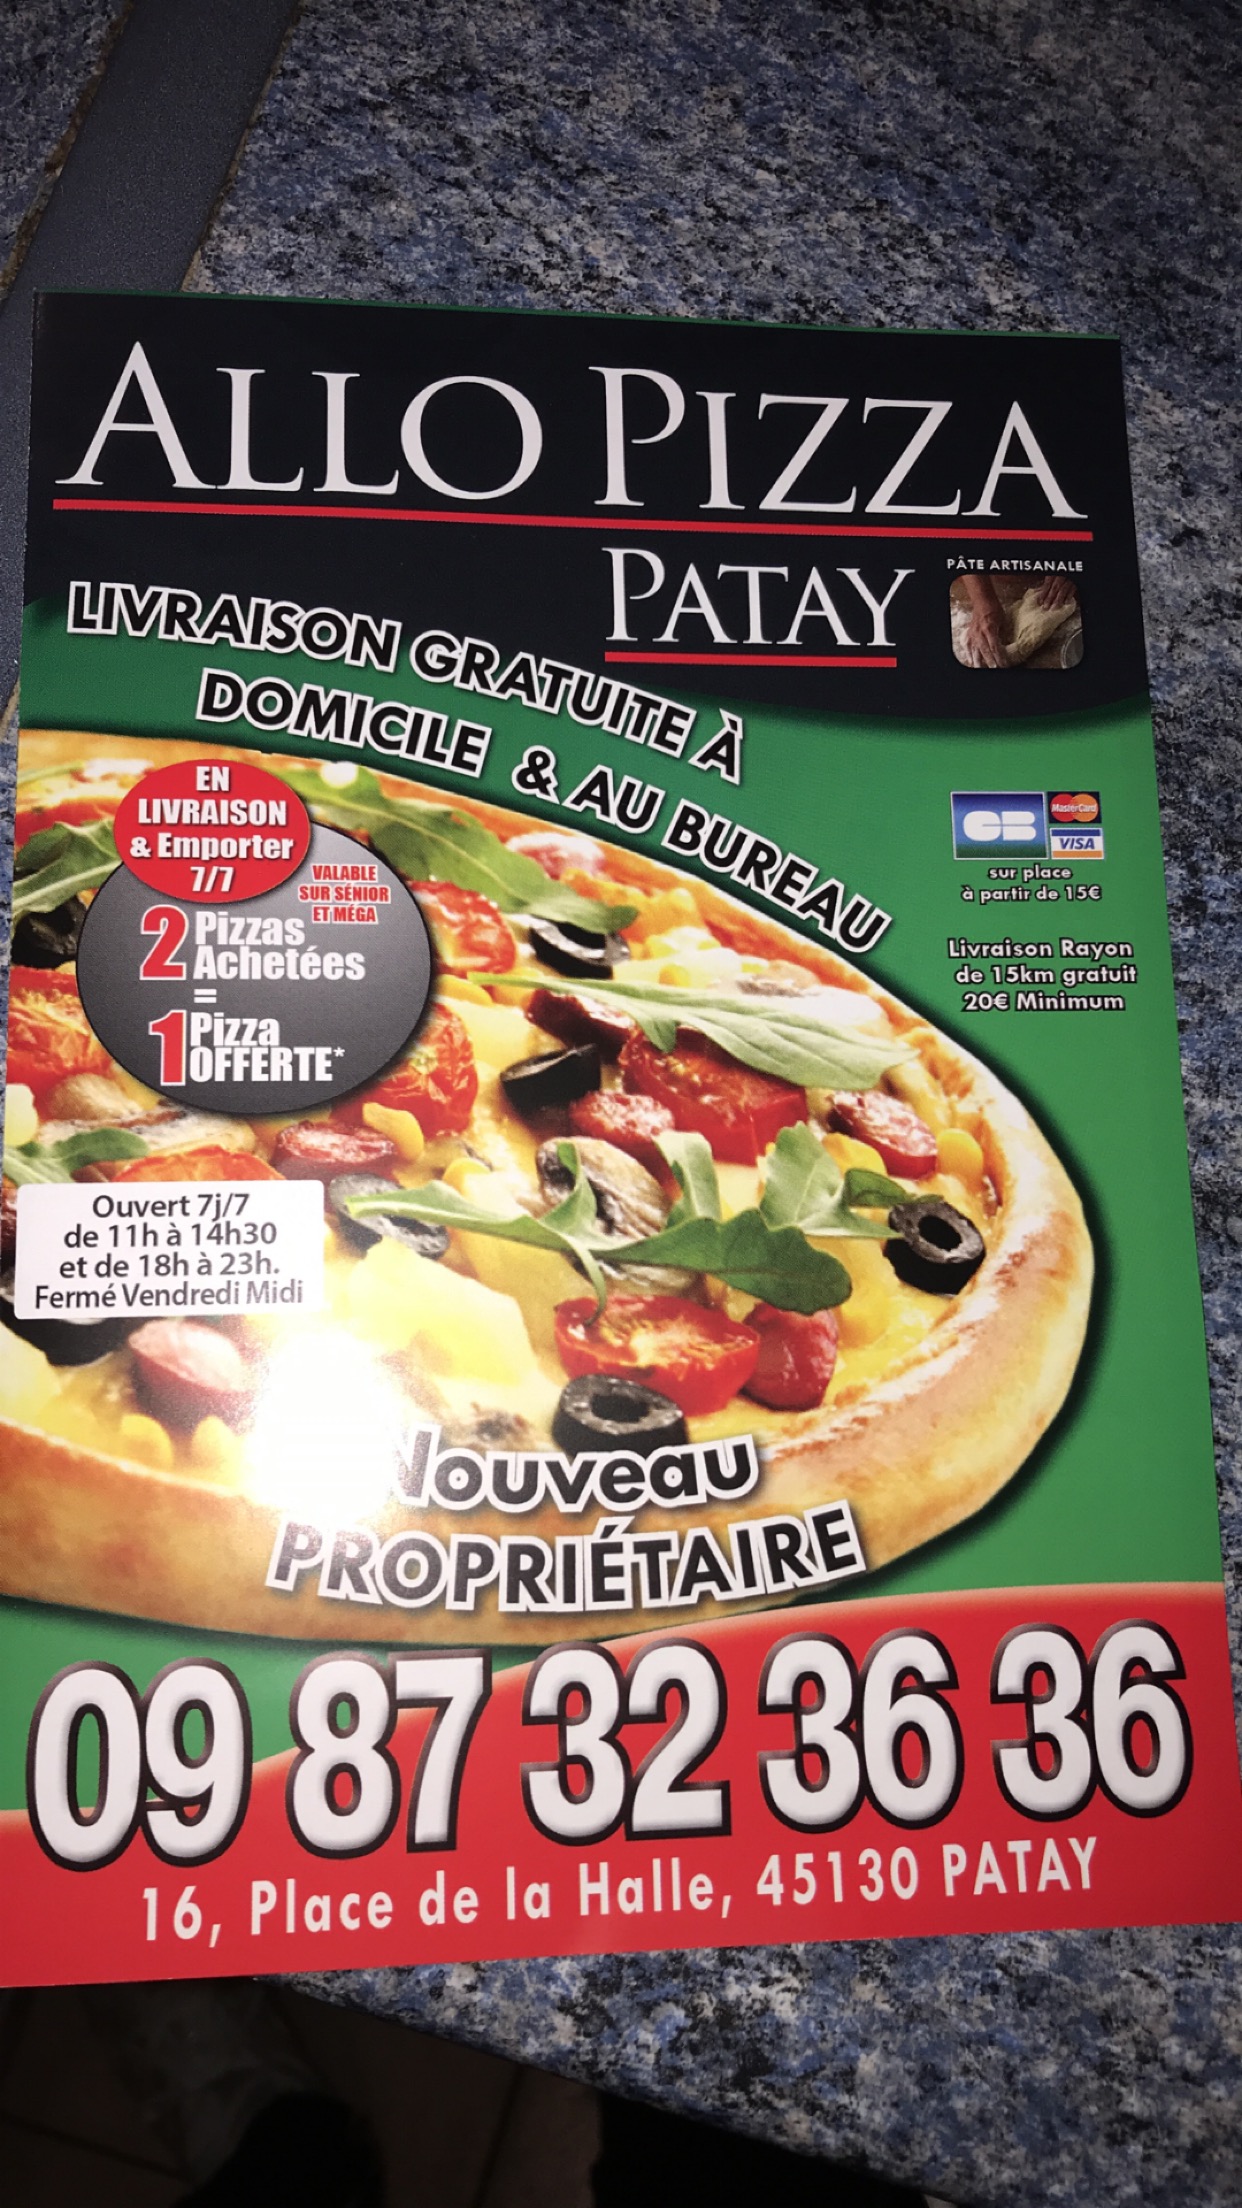 ALLO PIZZA
PATAY
PÂTE ARTISANALE
LIVRAISON GRATUITE À
DOMICILE & AU BUREAU
EN
LIVRAISON
& Emporter
7/7
VALABLE
SUR SÉNIOR
ET MÉGA
2 Pizzas
Achetées
=
1 Pizza
OFFERTE*
CB
MasterCard
VISA
sur place
à partir de 15€
Livraison Rayon
de 15km gratuit
20€ Minimum
Ouvert 7j/7
de 11h à 14h30
et de 18h à 23h.
Fermé Vendredi Midi
Nouveau
PROPRIÉTAIRE
09 87 32 36 36
16, Place de la Halle, 45130 PATAY